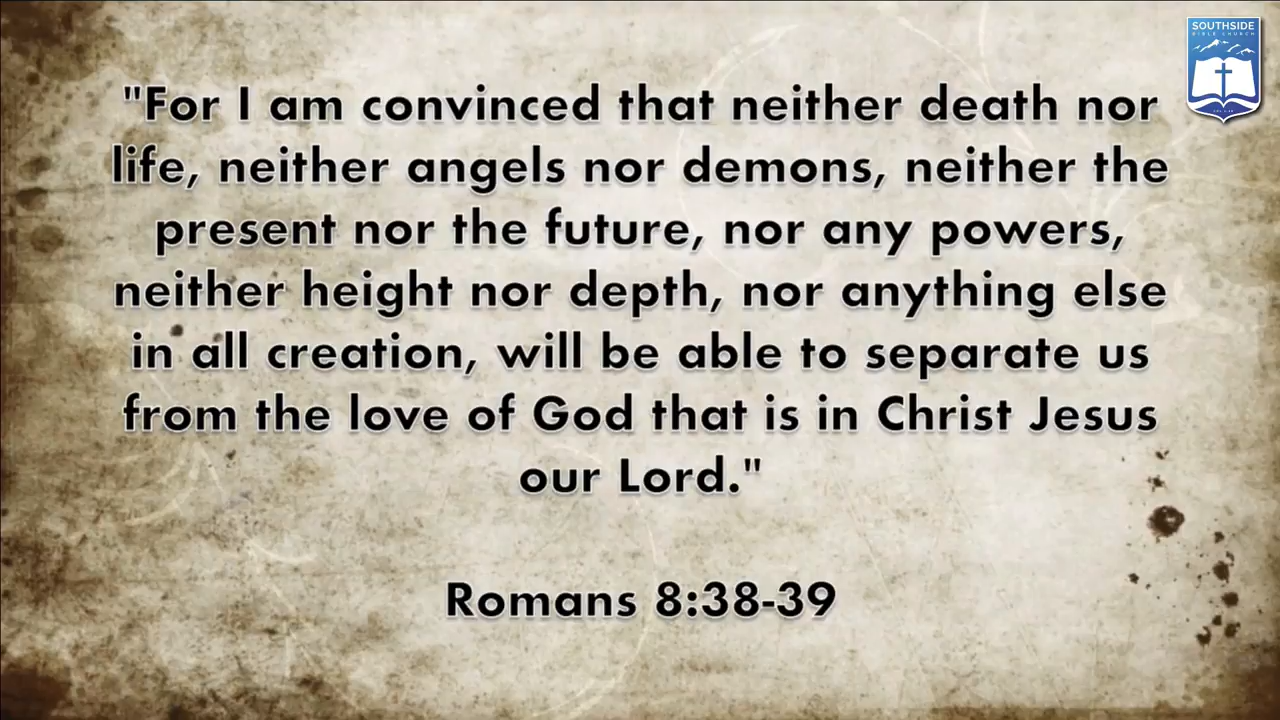 SOUTHSIDE
BIBLE CHURCH
"For I am convinced that neither death nor
life, neither angels nor demons, neither the
present nor the future, nor any powers,
neither height nor depth, nor anything else
in all creation, will be able to separate us
from the love of God that is in Christ Jesus
our Lord."
Romans 8:38-39